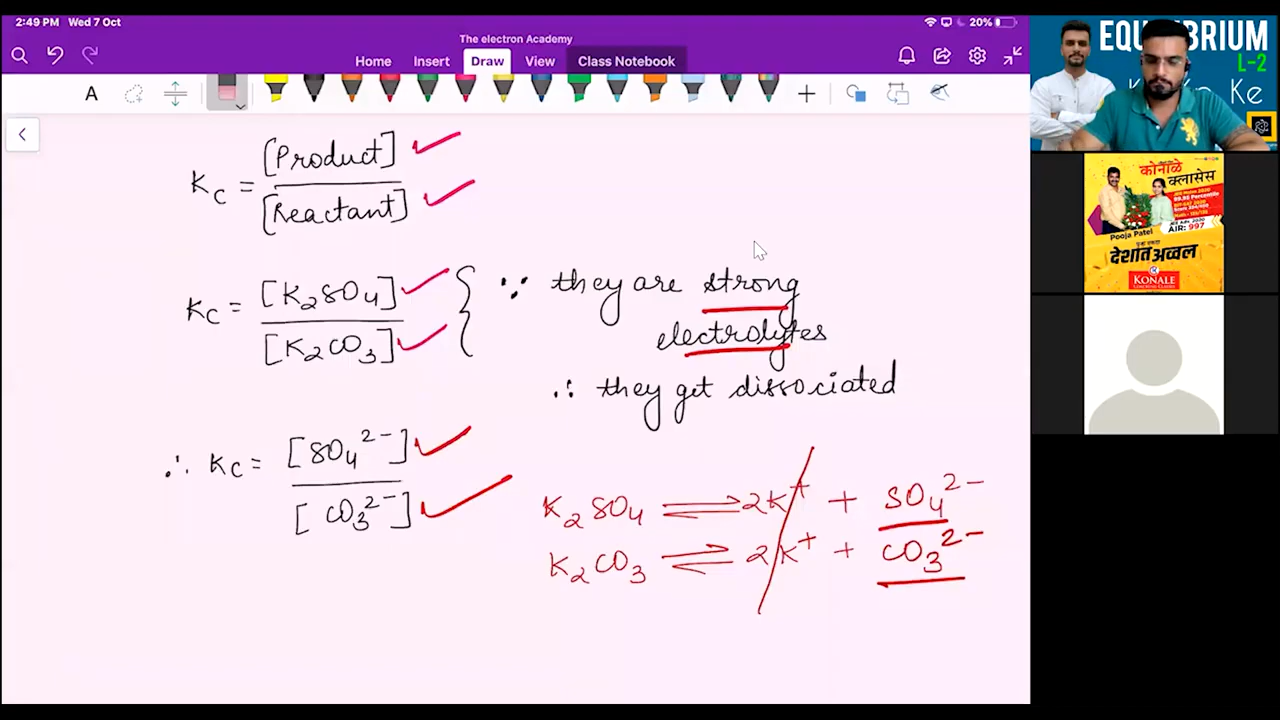 2:49 PM Wed 7 Oct
20%
The electron Academy
Home Insert Draw View Class Notebook
A
Kc = [Product]
[Reactant]
Kc = [K2SO4]
[K2CO3]
∵ they are strong
electrolytes
∴ they get dissociated
∴ Kc = [SO4 2−]
[CO3 2−]
K2SO4 ⇌ 2K+ + SO4 2−
K2CO3 ⇌ 2K+ + CO3 2−
EQUILIBRIUM
L-2
Ke
कोनाळे
क्लासेस
Pooja Patel
AIR: 997
देशांत अव्वल
KONALE